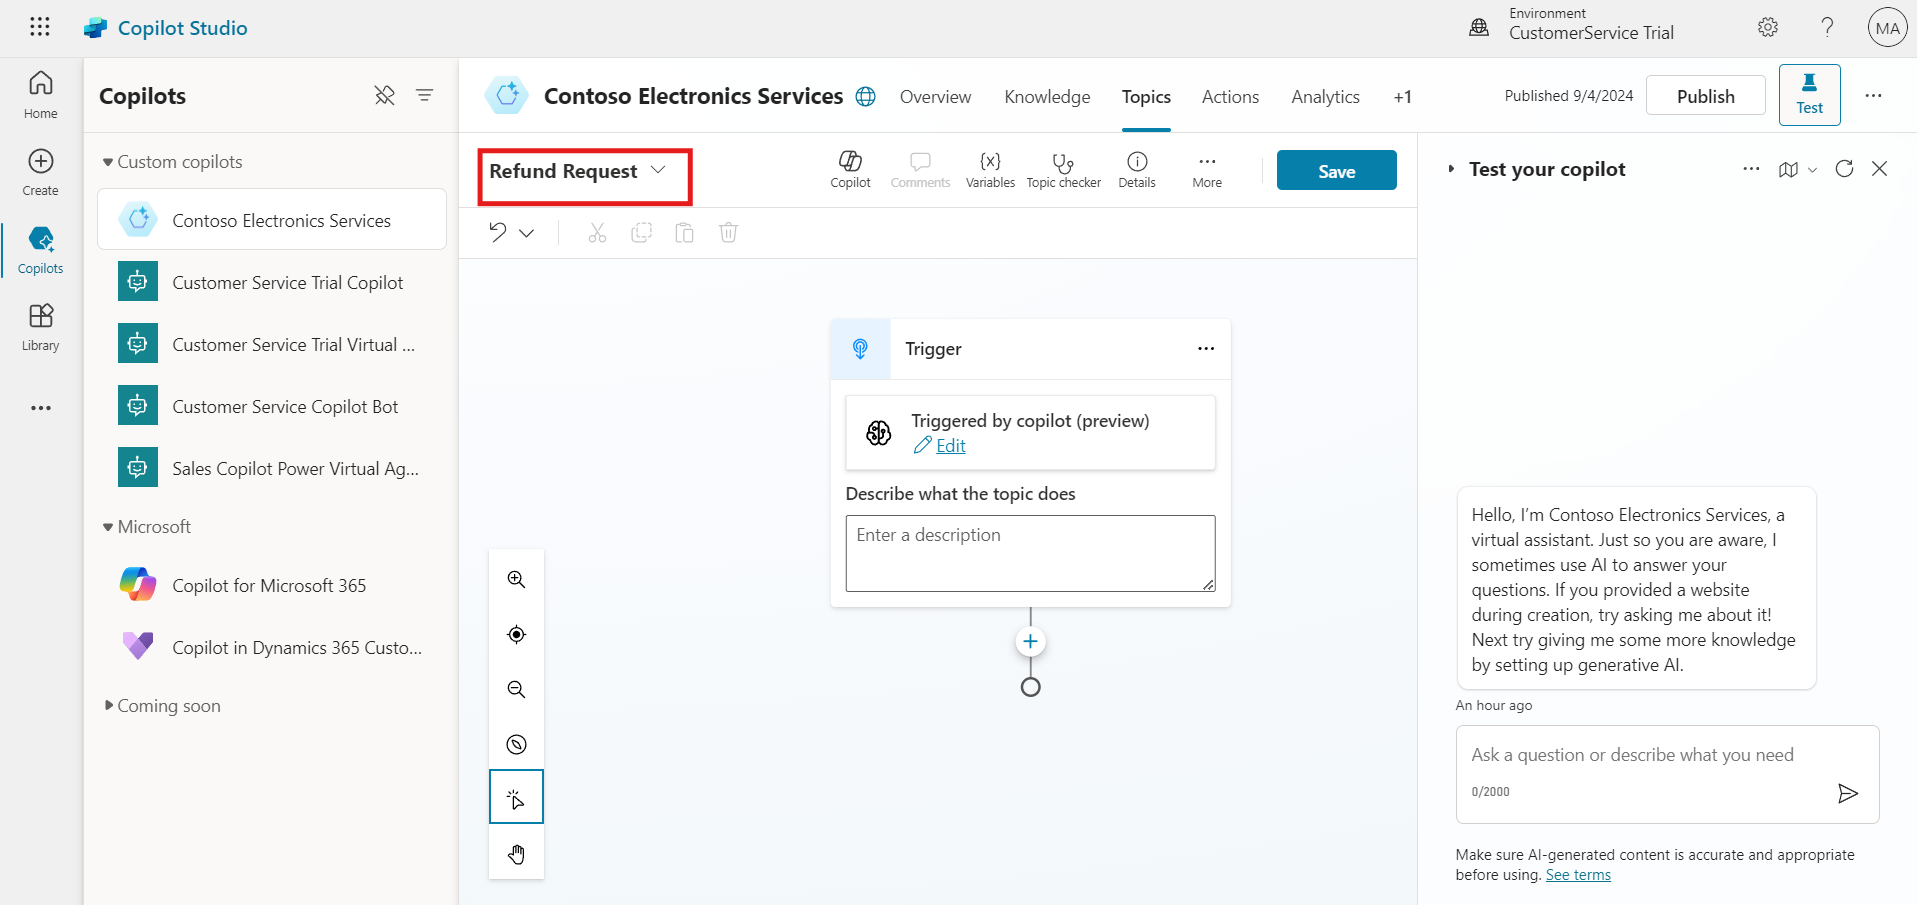 Copilot Studio
Environment
CustomerService Trial
MA
Home
Create
Copilots
Library
Copilots
Custom copilots
Contoso Electronics Services
Customer Service Trial Copilot
Customer Service Trial Virtual ...
Customer Service Copilot Bot
Sales Copilot Power Virtual Ag...
Microsoft
Copilot for Microsoft 365
Copilot in Dynamics 365 Custo...
Coming soon
Contoso Electronics Services
Overview
Knowledge
Topics
Actions
Analytics
+1
Published 9/4/2024
Publish
Test
Refund Request
Copilot
Comments
Variables
Topic checker
Details
More
Save
Trigger
Triggered by copilot (preview)
Edit
Describe what the topic does
Enter a description
Test your copilot
Hello, I'm Contoso Electronics Services, a
virtual assistant. Just so you are aware, I
sometimes use AI to answer your
questions. If you provided a website
during creation, try asking me about it!
Next try giving me some more knowledge
by setting up generative AI.
An hour ago
Ask a question or describe what you need
0/2000
Make sure AI-generated content is accurate and appropriate
before using. See terms